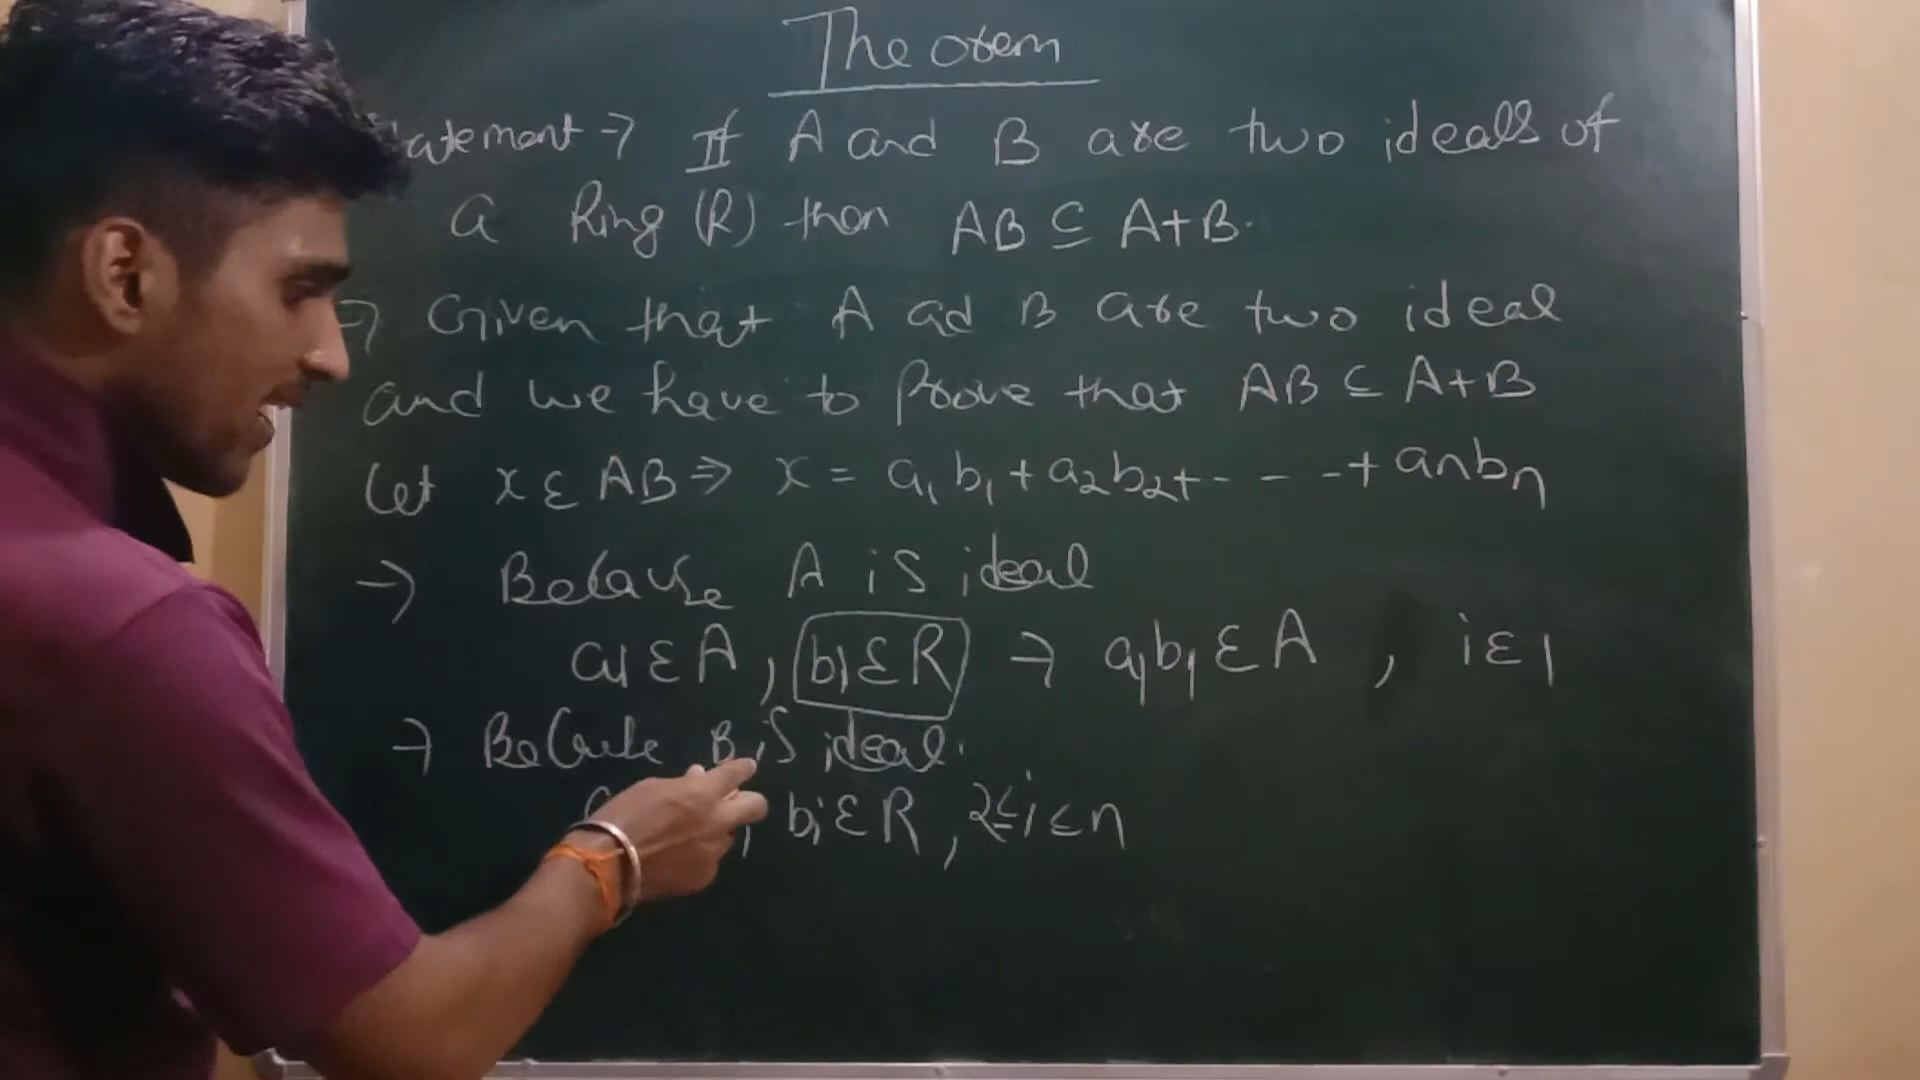 Theorem
atement → If A and B are two ideals of
a Ring (R) then AB ⊆ A+B.
→ Given that A ad B are two ideal
and we have to prove that AB ⊆ A+B
Let x ∈ AB ⇒ x = a₁b₁ + a₂b₂ + - - - + anbn
→ Because A is ideal
a₁ ∈ A, b₁ ∈ R → a₁b₁ ∈ A , i ∈ 1
→ Becaule B is ideal.
, bi ∈ R , 2 ≤ i ≤ n